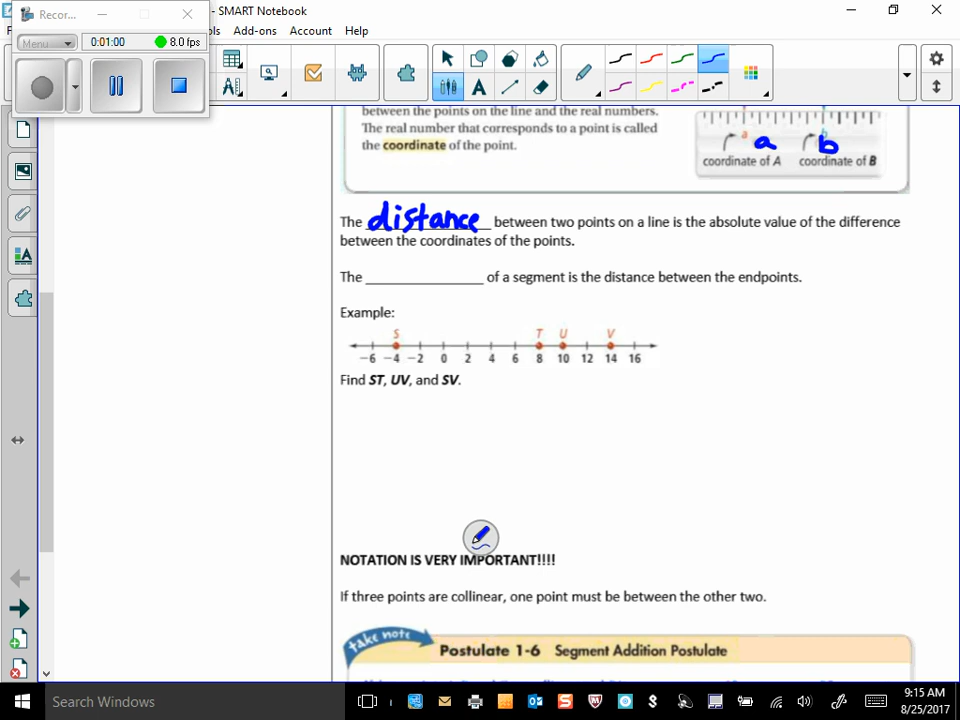 Recor...
- SMART Notebook
Menu
0:01:00
8.0 fps
Add-ons
Account
Help
between the points on the line and the real numbers.
The real number that corresponds to a point is called
the coordinate of the point.
a
a
b
coordinate of A
coordinate of B
The distance between two points on a line is the absolute value of the difference
between the coordinates of the points.
The ________________ of a segment is the distance between the endpoints.
Example:
S T U V
−6 −4 −2 0 2 4 6 8 10 12 14 16
Find ST, UV, and SV.
NOTATION IS VERY IMPORTANT!!!!
If three points are collinear, one point must be between the other two.
take note
Postulate 1-6 Segment Addition Postulate
Search Windows
9:15 AM
8/25/2017